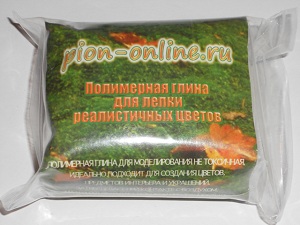 pion-online.ru
Полимерная глина
для лепки
реалистичных цветов
ПОЛИМЕРНАЯ ГЛИНА ДЛЯ МОДЕЛИРОВАНИЯ НЕ ТОКСИЧНАЯ,
ИДЕАЛЬНО ПОДХОДИТ ДЛЯ СОЗДАНИЯ ЦВЕТОВ,
ПРЕДМЕТОВ ИНТЕРЬЕРА И УКРАШЕНИЙ.